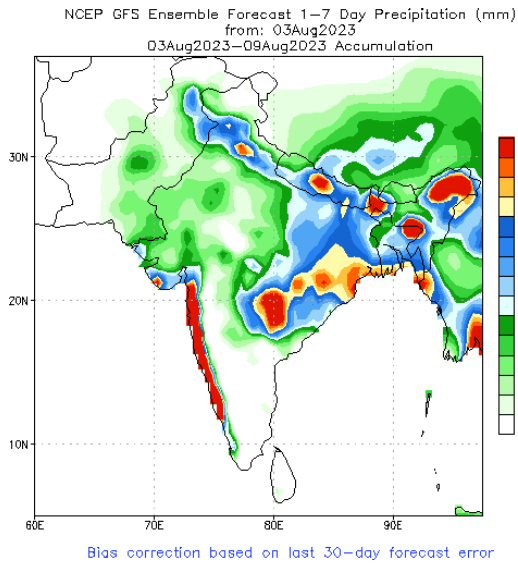 NCEP GFS Ensemble Forecast 1-7 Day Precipitation (mm)
from: 03Aug2023
03Aug2023-09Aug2023 Accumulation
30N
20N
10N
60E
70E
80E
90E
Bias correction based on last 30-day forecast error